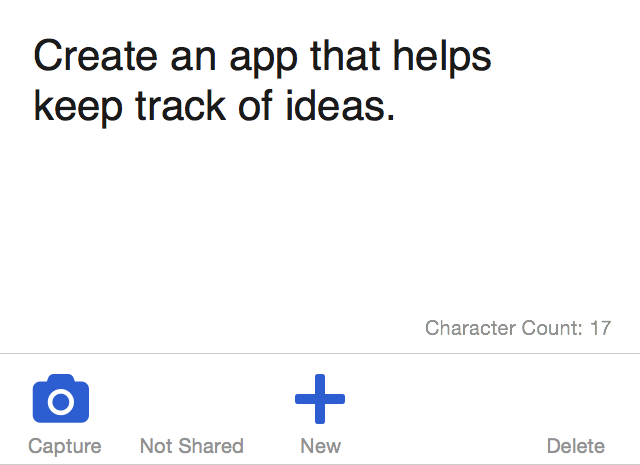 Create an app that helps
keep track of ideas.
Character Count: 17
Capture Not Shared New Delete